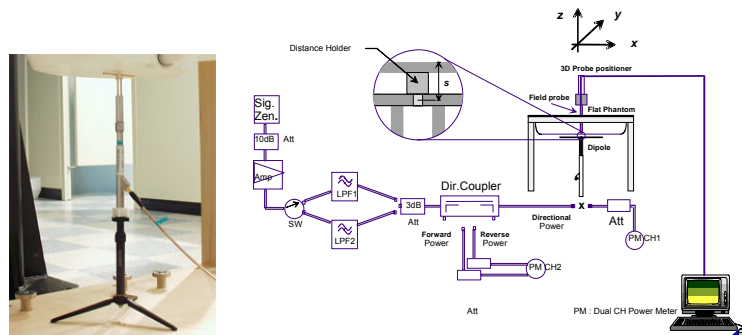 z
y
x
Distance Holder
3D Probe positioner
s
Field probe
Flat Phantom
Sig.
Zen.
10dB
Att
Dipole
Amp
LPF1
Dir.Coupler
3dB
SW
Att
x
Att
LPF2
Forward
Power
Reverse
Power
Directional
Power
PM CH1
PM CH2
Att
PM : Dual CH Power Meter